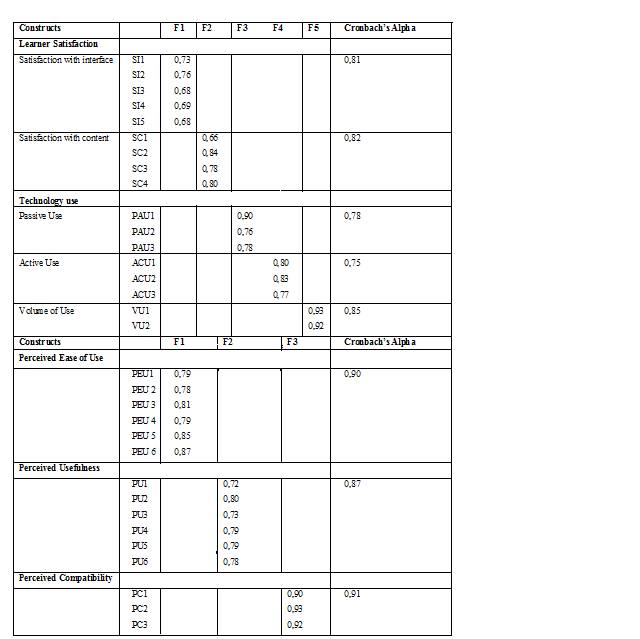 Constructs F1 F2 F3 F4 F5 Cronbach's Alpha
Learner Satisfaction
Satisfaction with interface SI1 0,73 0,81
SI2 0,76
SI3 0,68
SI4 0,69
SI5 0,68
Satisfaction with content SC1 0,66 0,82
SC2 0,84
SC3 0,78
SC4 0,80
Technology use
Passive Use PAU1 0,90 0,78
PAU2 0,76
PAU3 0,78
Active Use ACU1 0,80 0,75
ACU2 0,83
ACU3 0,77
Volume of Use VU1 0,93 0,85
VU2 0,92
Constructs F1 F2 F3 Cronbach's Alpha
Perceived Ease of Use
PEU1 0,79 0,90
PEU 2 0,78
PEU 3 0,81
PEU 4 0,79
PEU 5 0,85
PEU 6 0,87
Perceived Usefulness
PU1 0,72 0,87
PU2 0,80
PU3 0,73
PU4 0,79
PU5 0,79
PU6 0,78
Perceived Compatibility
PC1 0,90 0,91
PC2 0,93
PC3 0,92